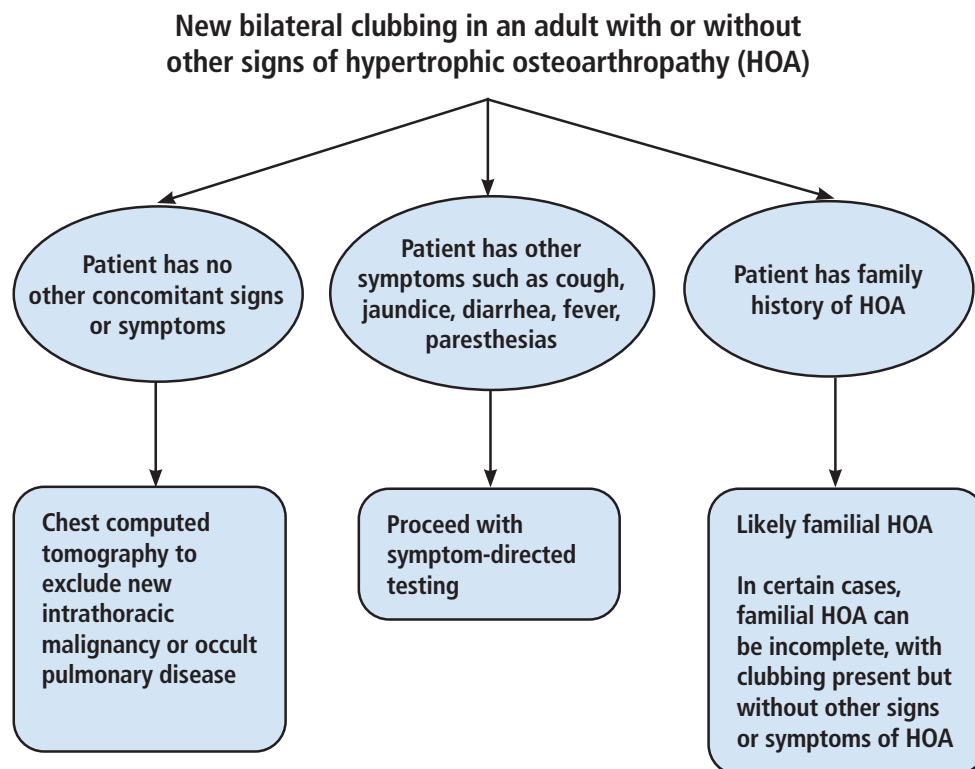 New bilateral clubbing in an adult with or without
other signs of hypertrophic osteoarthropathy (HOA)
Patient has no
other concomitant signs
or symptoms
Patient has other
symptoms such as cough,
jaundice, diarrhea, fever,
paresthesias
Patient has family
history of HOA
Chest computed
tomography to
exclude new
intrathoracic
malignancy or occult
pulmonary disease
Proceed with
symptom-directed
testing
Likely familial HOA
In certain cases,
familial HOA can
be incomplete, with
clubbing present but
without other signs
or symptoms of HOA